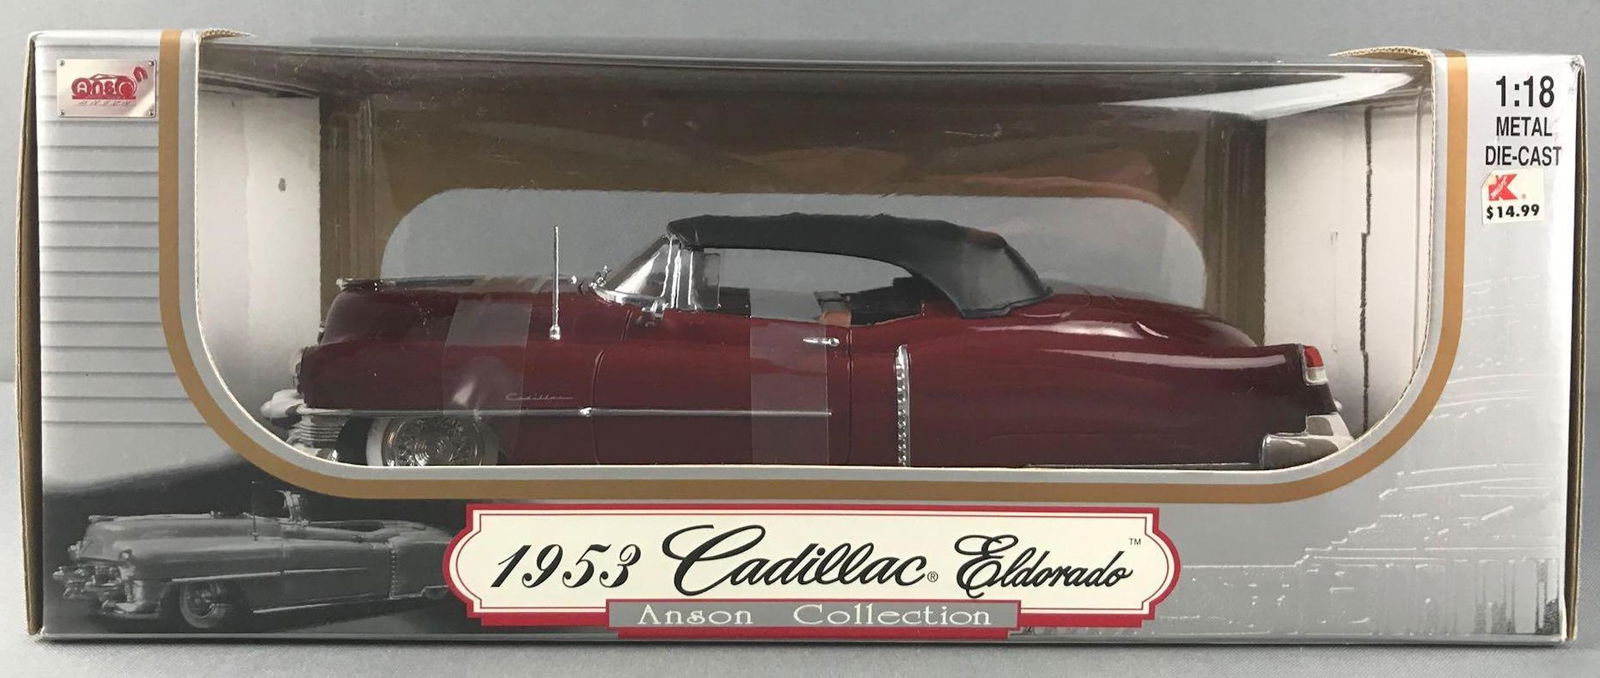 Anson
1:18
METAL
DIE-CAST
K
$14.99
Cadillac
1953 Cadillac® Eldorado™
Anson Collection